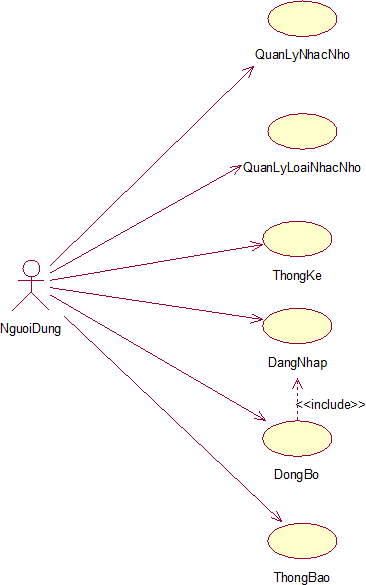 QuanLyNhacNho
QuanLyLoaiNhacNho
ThongKe
NguoiDung
DangNhap
<<include>>
DongBo
ThongBao